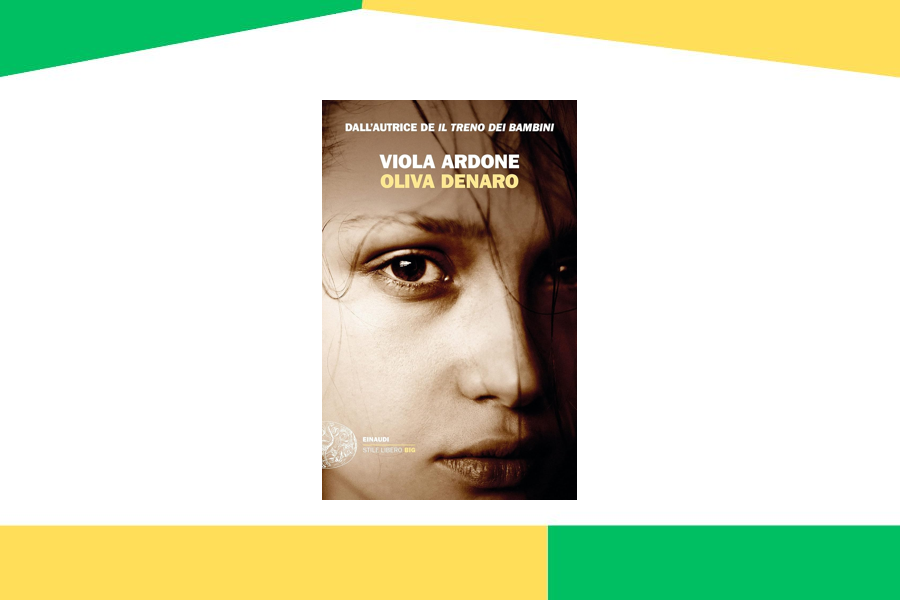 DALL'AUTRICE DE IL TRENO DEI BAMBINI
VIOLA ARDONE
OLIVA DENARO
EINAUDI
STILE LIBERO BIG